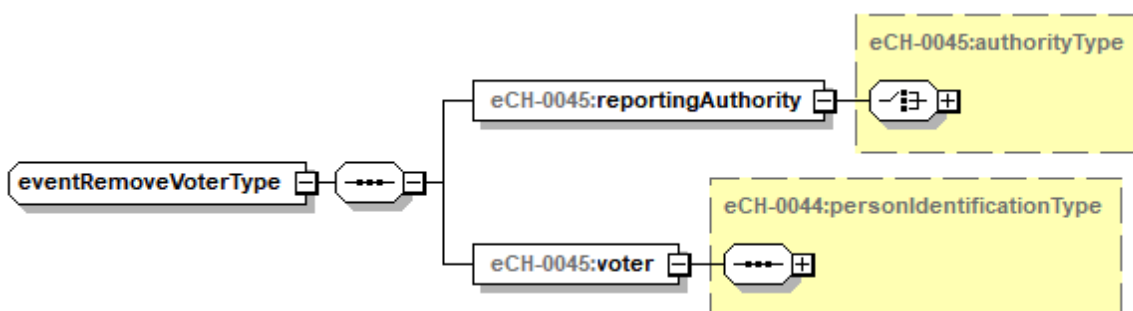 eCH-0045:authorityType
eCH-0045:reportingAuthority
eventRemoveVoterType
eCH-0044:personIdentificationType
eCH-0045:voter